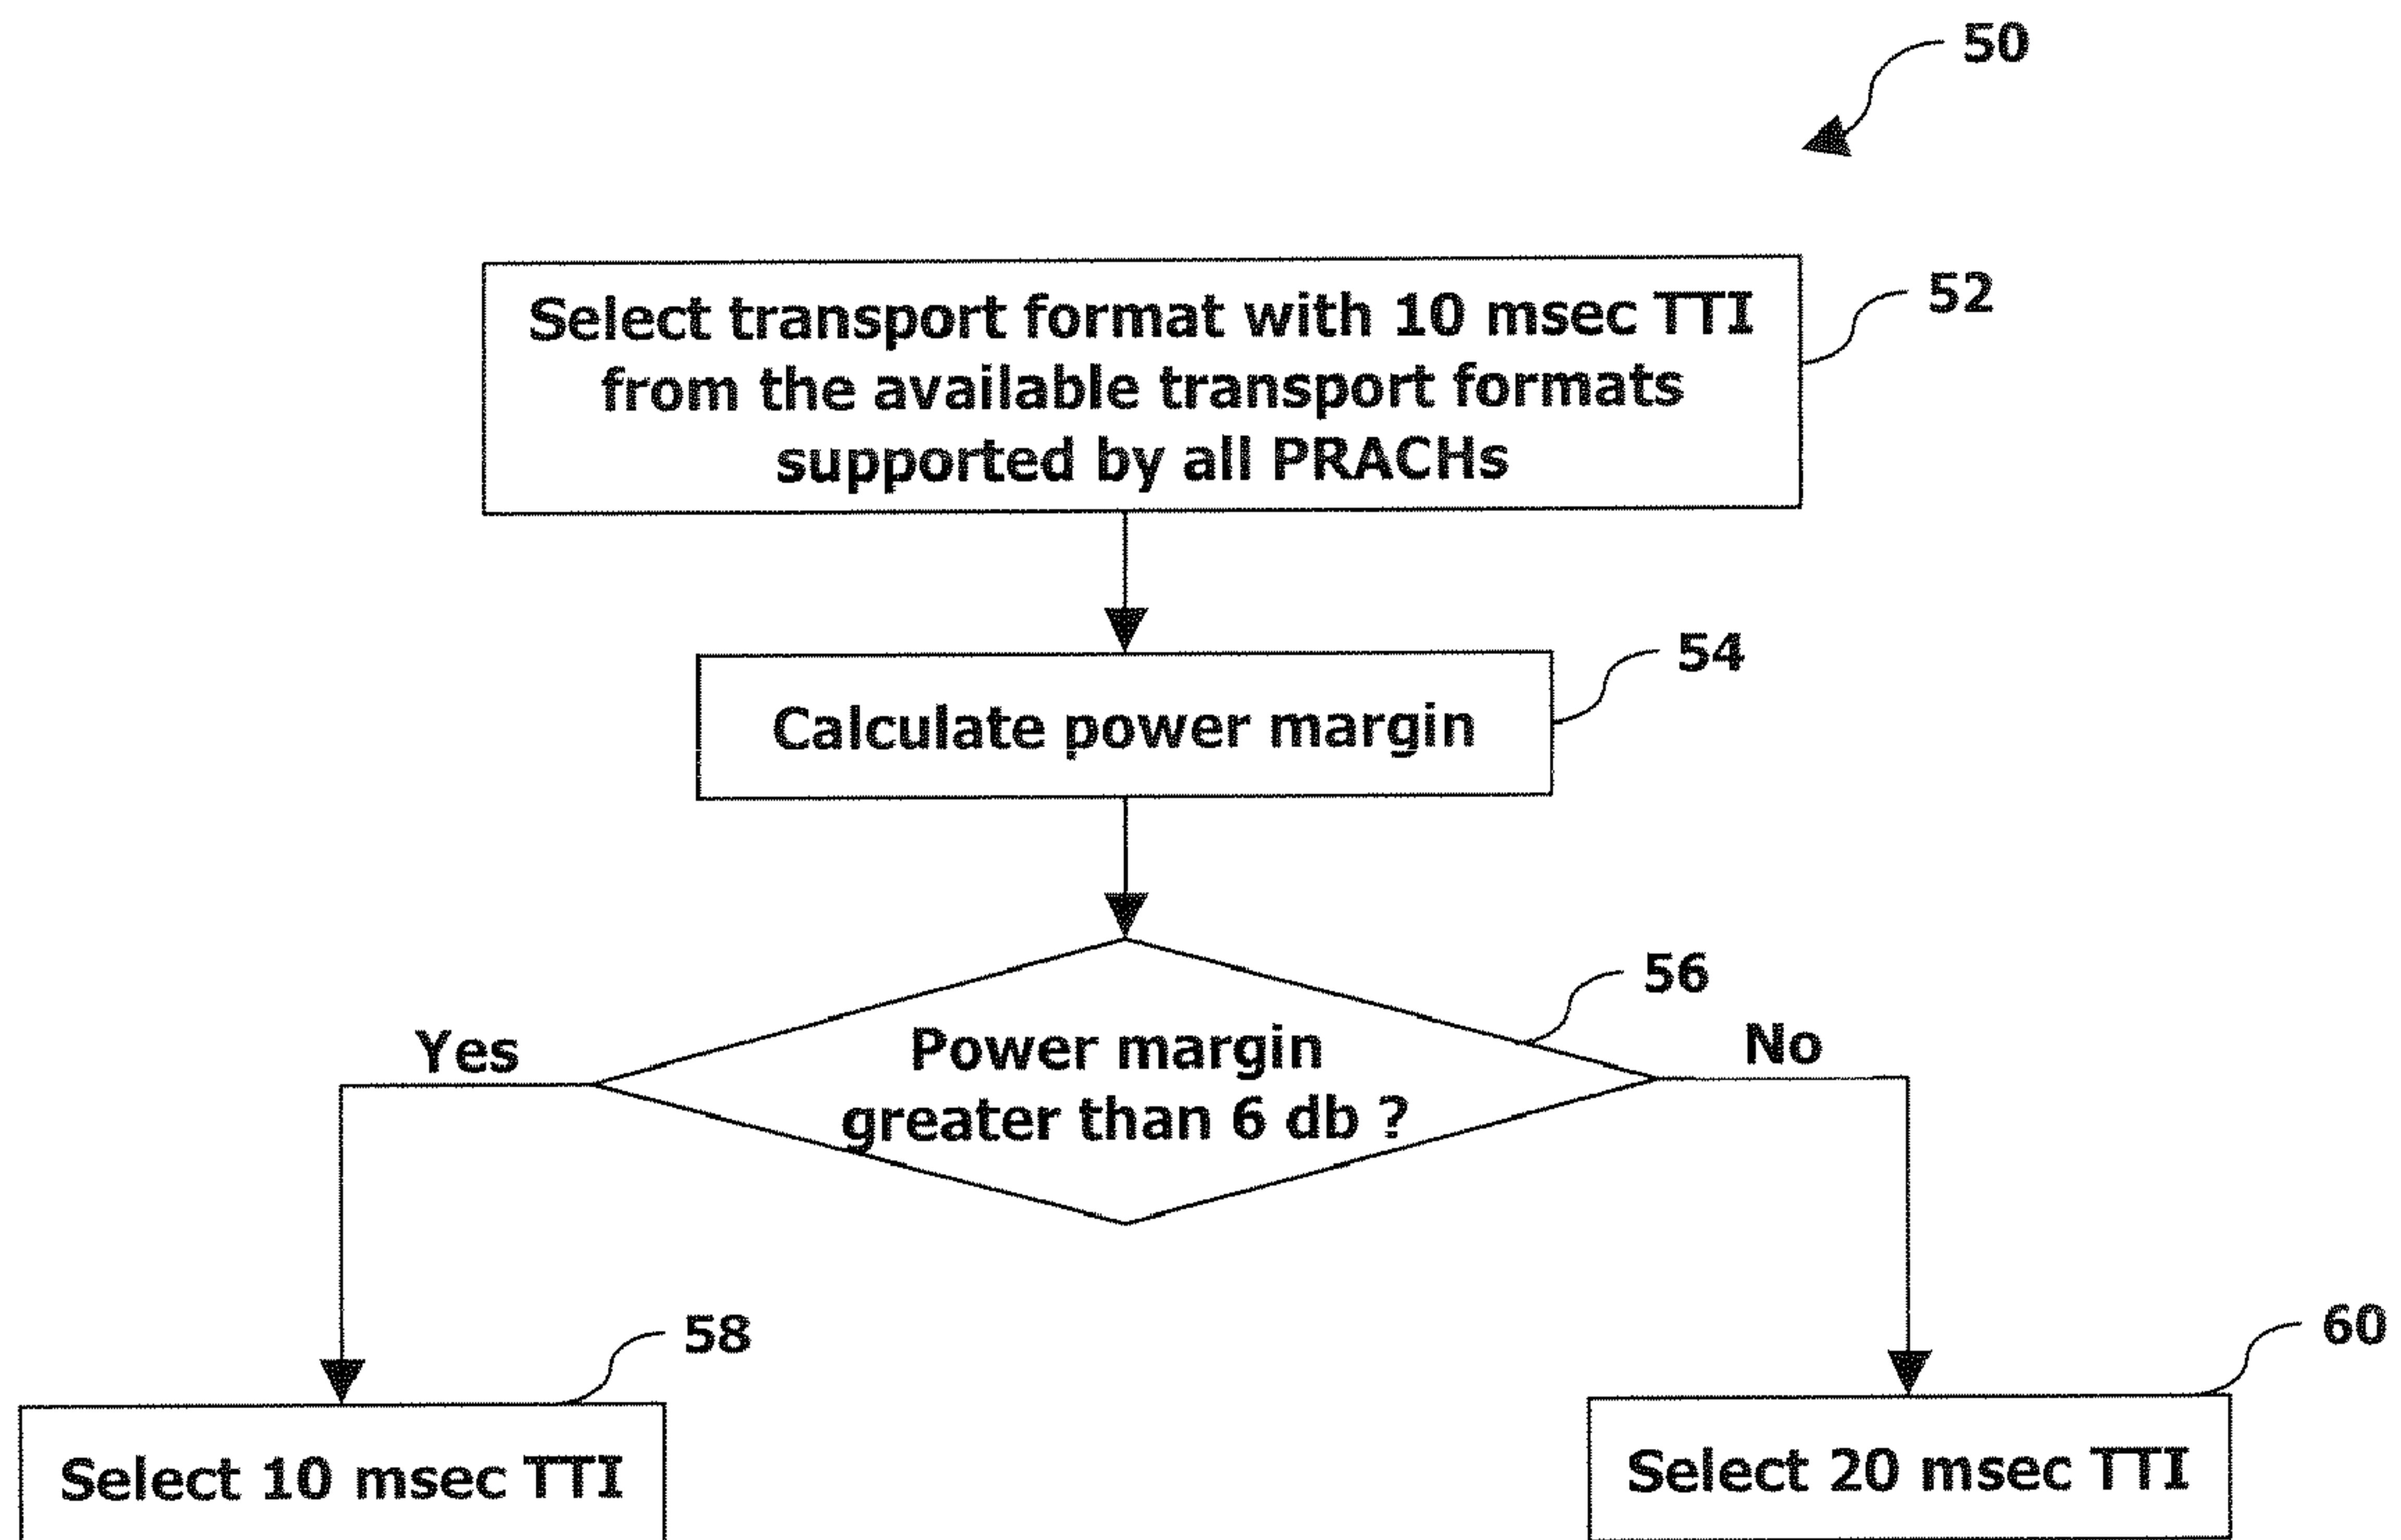 50
Select transport format with 10 msec TTI
from the available transport formats
supported by all PRACHs
52
Calculate power margin
54
Power margin
greater than 6 db ?
56
Yes
No
Select 10 msec TTI
58
Select 20 msec TTI
60